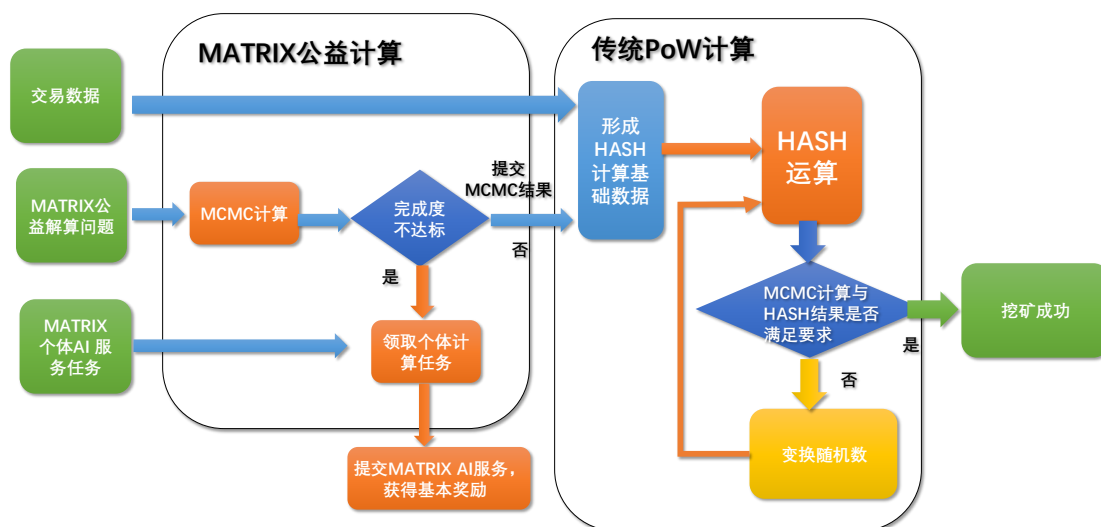 MATRIX公益计算
传统PoW计算
交易数据
形成
HASH
计算基
础数据
HASH
运算
提交
MCMC结果
MATRIX公
益解算问题
MCMC计算
完成度
不达标
否
是
MCMC计算与
HASH结果是否
满足要求
挖矿成功
是
MATRIX
个体AI 服
务任务
领取个体计
算任务
否
提交MATRIX AI服务，
获得基本奖励
变换随机数